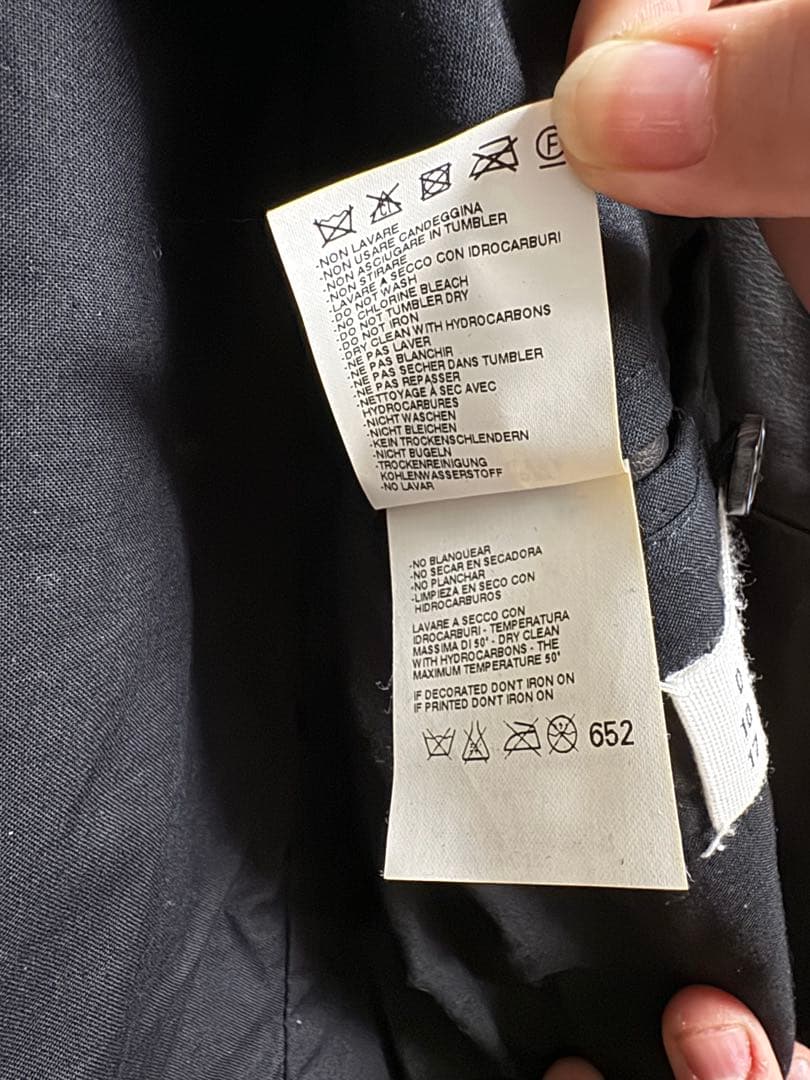 F
-NON LAVARE
-NON USARE CANDEGGINA
-NON ASCIUGARE IN TUMBLER
-NON STIRARE
-LAVARE A SECCO CON IDROCARBURI
-DO NOT WASH
-NO CHLORINE BLEACH
-DO NOT TUMBLER DRY
-DO NOT IRON
-DRY CLEAN WITH HYDROCARBONS
-NE PAS LAVER
-NE PAS BLANCHIR
-NE PAS SECHER DANS TUMBLER
-NE PAS REPASSER
-NETTOYAGE À SEC AVEC
HYDROCARBURES
-NICHT WASCHEN
-NICHT BLEICHEN
-KEIN TROCKENSCHLENDERN
-NICHT BUGELN
-TROCKENREINIGUNG
KOHLENWASSERSTOFF
-NO LAVAR
-NO BLANQUEAR
-NO SECAR EN SECADORA
-NO PLANCHAR
-LIMPIEZA EN SECO CON
HIDROCARBUROS
LAVARE A SECCO CON
IDROCARBURI - TEMPERATURA
MASSIMA DI 50° - DRY CLEAN
WITH HYDROCARBONS - THE
MAXIMUM TEMPERATURE 50°
IF DECORATED DON'T IRON ON
IF PRINTED DON'T IRON ON
652